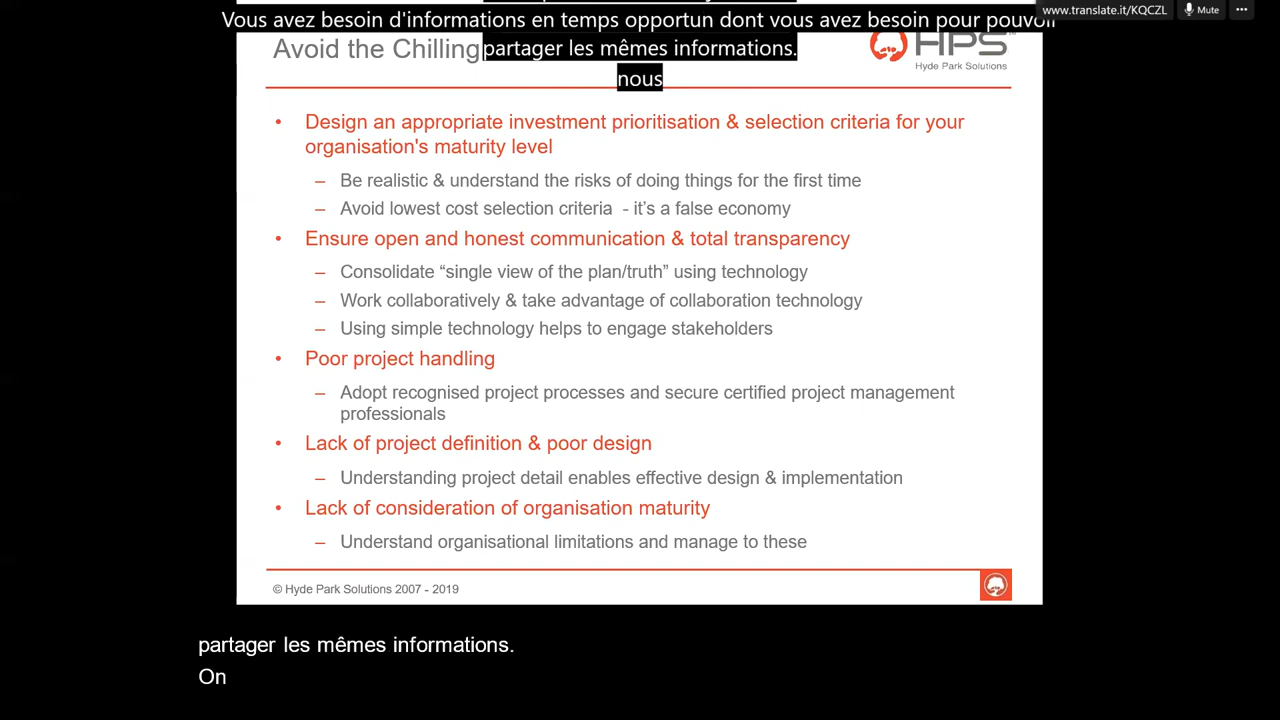 Vous avez besoin d'informations en temps opportun dont vous avez besoin pour pouvoir
partager les mêmes informations.
nous
www.translate.it/KQCZL
Mute
Avoid the Chilling
HPS
Hyde Park Solutions
• Design an appropriate investment prioritisation & selection criteria for your
organisation's maturity level
– Be realistic & understand the risks of doing things for the first time
– Avoid lowest cost selection criteria - it’s a false economy
• Ensure open and honest communication & total transparency
– Consolidate “single view of the plan/truth” using technology
– Work collaboratively & take advantage of collaboration technology
– Using simple technology helps to engage stakeholders
• Poor project handling
– Adopt recognised project processes and secure certified project management
professionals
• Lack of project definition & poor design
– Understanding project detail enables effective design & implementation
• Lack of consideration of organisation maturity
– Understand organisational limitations and manage to these
© Hyde Park Solutions 2007 - 2019
partager les mêmes informations.
On